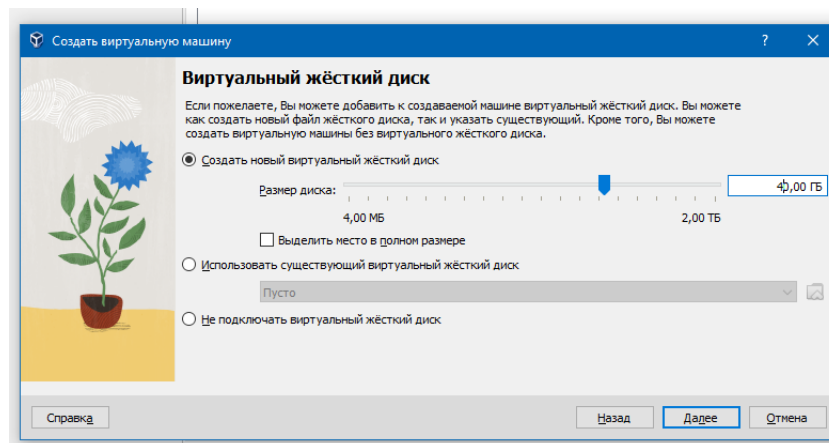 Создать виртуальную машину
Виртуальный жёсткий диск
Если пожелаете, Вы можете добавить к создаваемой машине виртуальный жёсткий диск. Вы можете
как создать новый файл жёсткого диска, так и указать существующий. Кроме того, Вы можете
создать виртуальную машины без виртуального жёсткого диска.
Создать новый виртуальный жёсткий диск
Размер диска:
40,00 ГБ
4,00 МБ
2,00 ТБ
Выделить место в полном размере
Использовать существующий виртуальный жёсткий диск
Пусто
Не подключать виртуальный жёсткий диск
Справка
Назад
Далее
Отмена